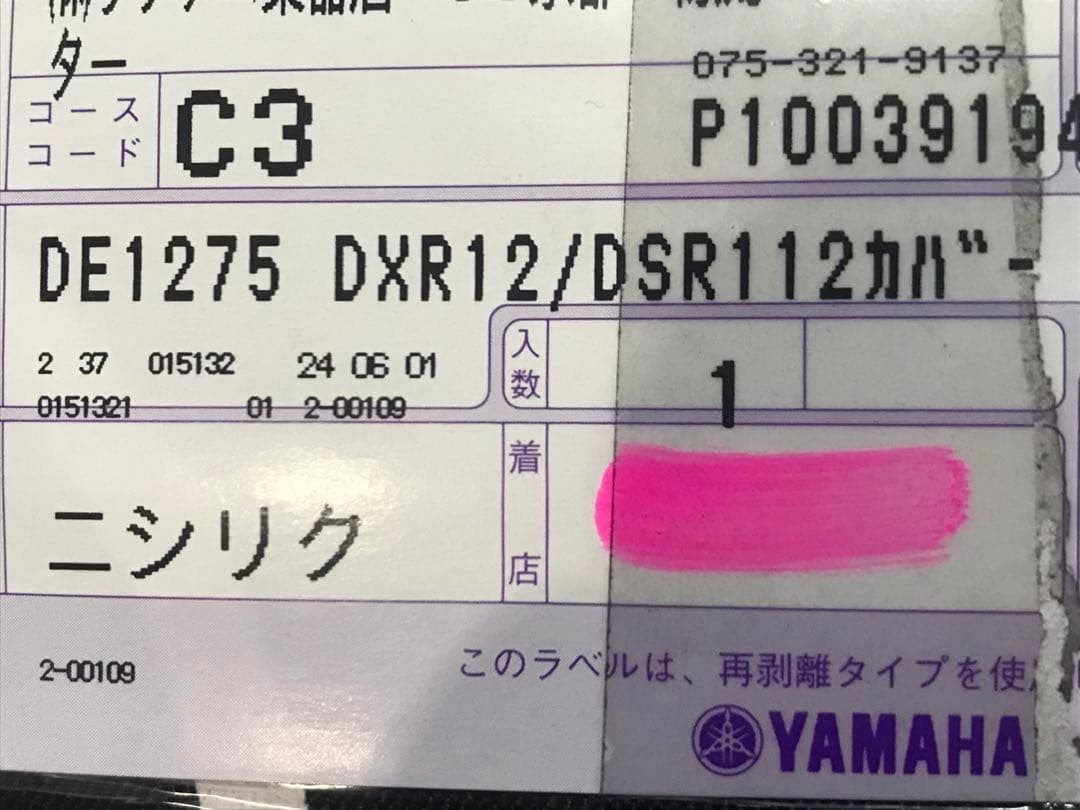 ター
075-321-9137
コース
コード
C3
P1003919
DE1275 DXR12/DSR112カバー
2 37 015132 24 06 01
入数
1
0151321 01 2-00109
ニシリク
着店
2-00109
このラベルは、再剥離タイプを使
YAMAHA